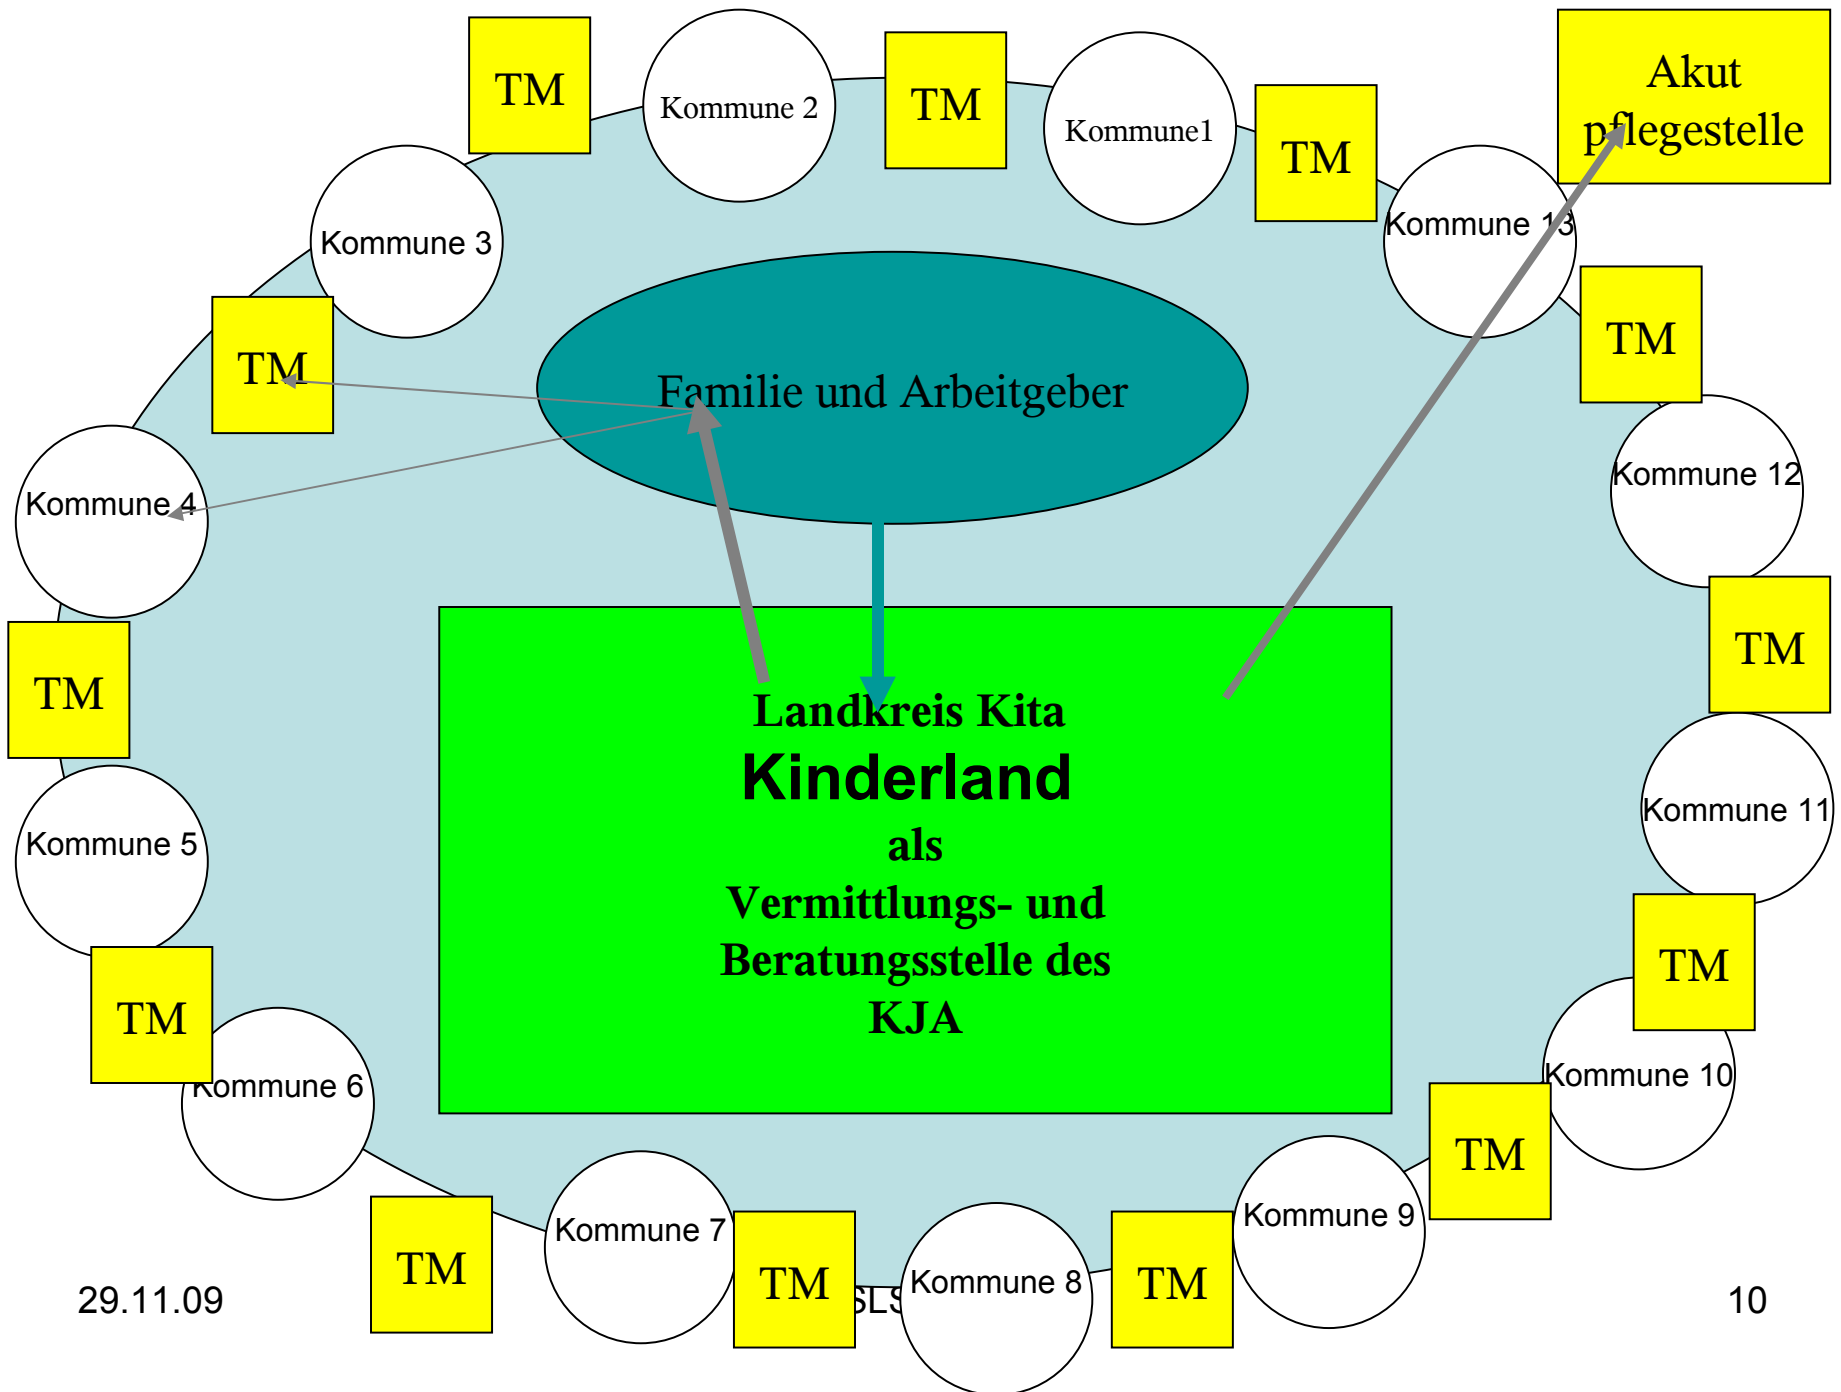 TM
Kommune 2
TM
Kommune1
TM
Akut
pflegestelle
Kommune 3
Kommune 13
TM
TM
Familie und Arbeitgeber
Kommune 4
Kommune 12
TM
TM
Landkreis Kita
Kinderland
als
Vermittlungs- und
Beratungsstelle des
KJA
Kommune 5
Kommune 11
TM
TM
Kommune 6
Kommune 10
TM
Kommune 7
Kommune 9
TM
TM
Kommune 8
TM
29.11.09
10